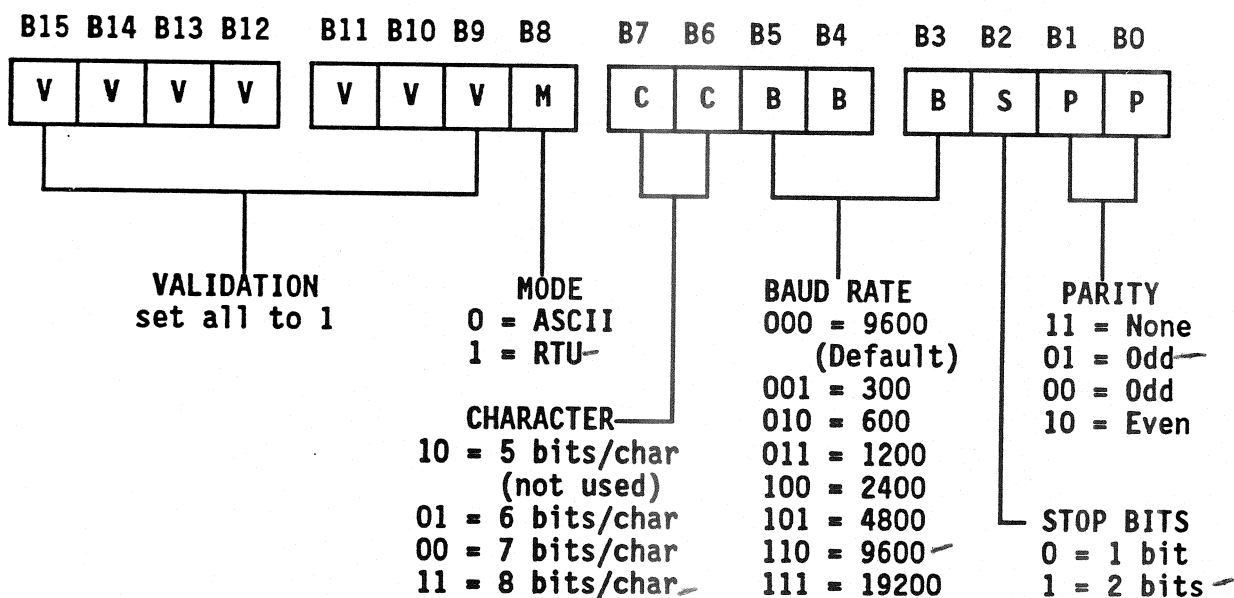 B15 B14 B13 B12 B11 B10 B9 B8 B7 B6 B5 B4 B3 B2 B1 B0
V V V V V V V M C C B B B S P P
VALIDATION
set all to 1
MODE
0 = ASCII
1 = RTU
CHARACTER
10 = 5 bits/char
(not used)
01 = 6 bits/char
00 = 7 bits/char
11 = 8 bits/char
BAUD RATE
000 = 9600
(Default)
001 = 300
010 = 600
011 = 1200
100 = 2400
101 = 4800
110 = 9600
111 = 19200
PARITY
11 = None
01 = Odd
00 = Odd
10 = Even
STOP BITS
0 = 1 bit
1 = 2 bits